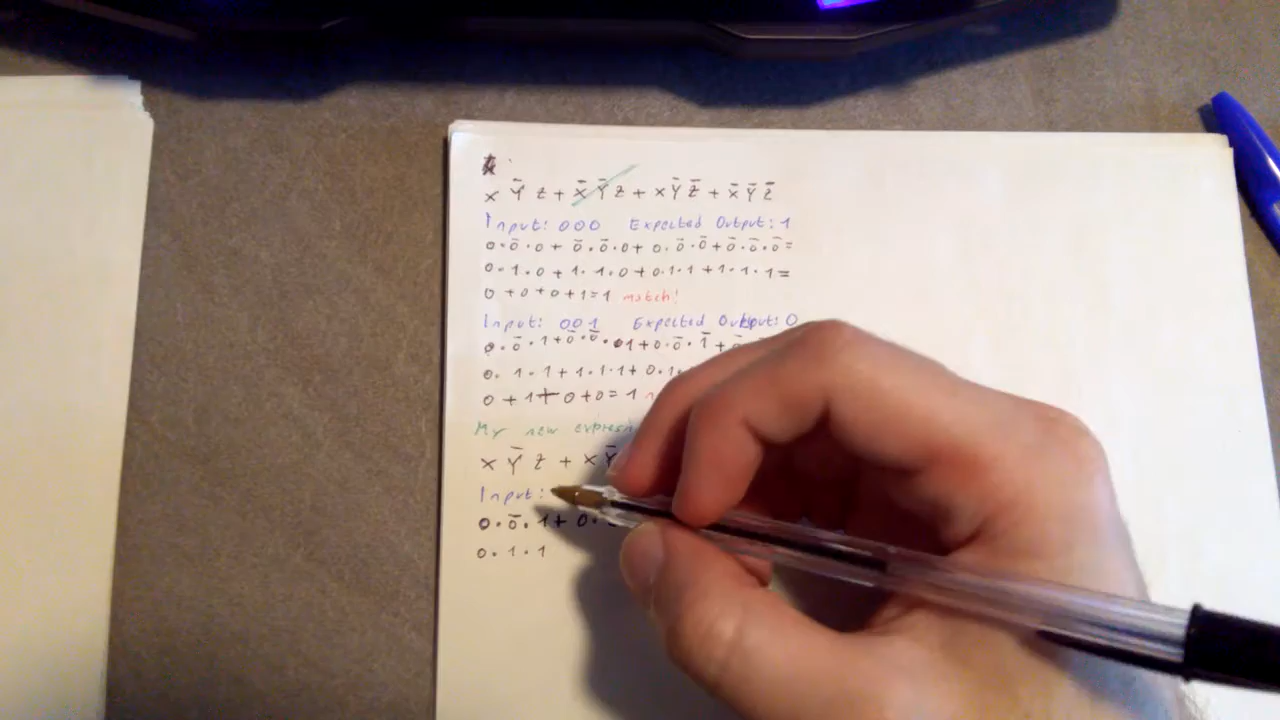 x Ȳ z + x̄ Ȳ z + x Ȳ z̄ + x̄ Ȳ z̄
Input: 000 Expected Output: 1
0·0̄·0 + 0̄·0̄·0 + 0·0̄·0̄ + 0̄·0̄·0̄ =
0·1·0 + 1·1·0 + 0·1·1 + 1·1·1 =
0 + 0 + 0 + 1 = 1 match!
Input: 001 Expected Output: 0
0·0̄·1 + 0̄·0̄·1 + 0·0̄·1̄ +
0·1·1 + 1·1·1 + 0·1
0 + 1 + 0 + 0 = 1
My new
x Ȳ z + x Ȳ
Input:
0·0̄·1 + 0·
0·1·1